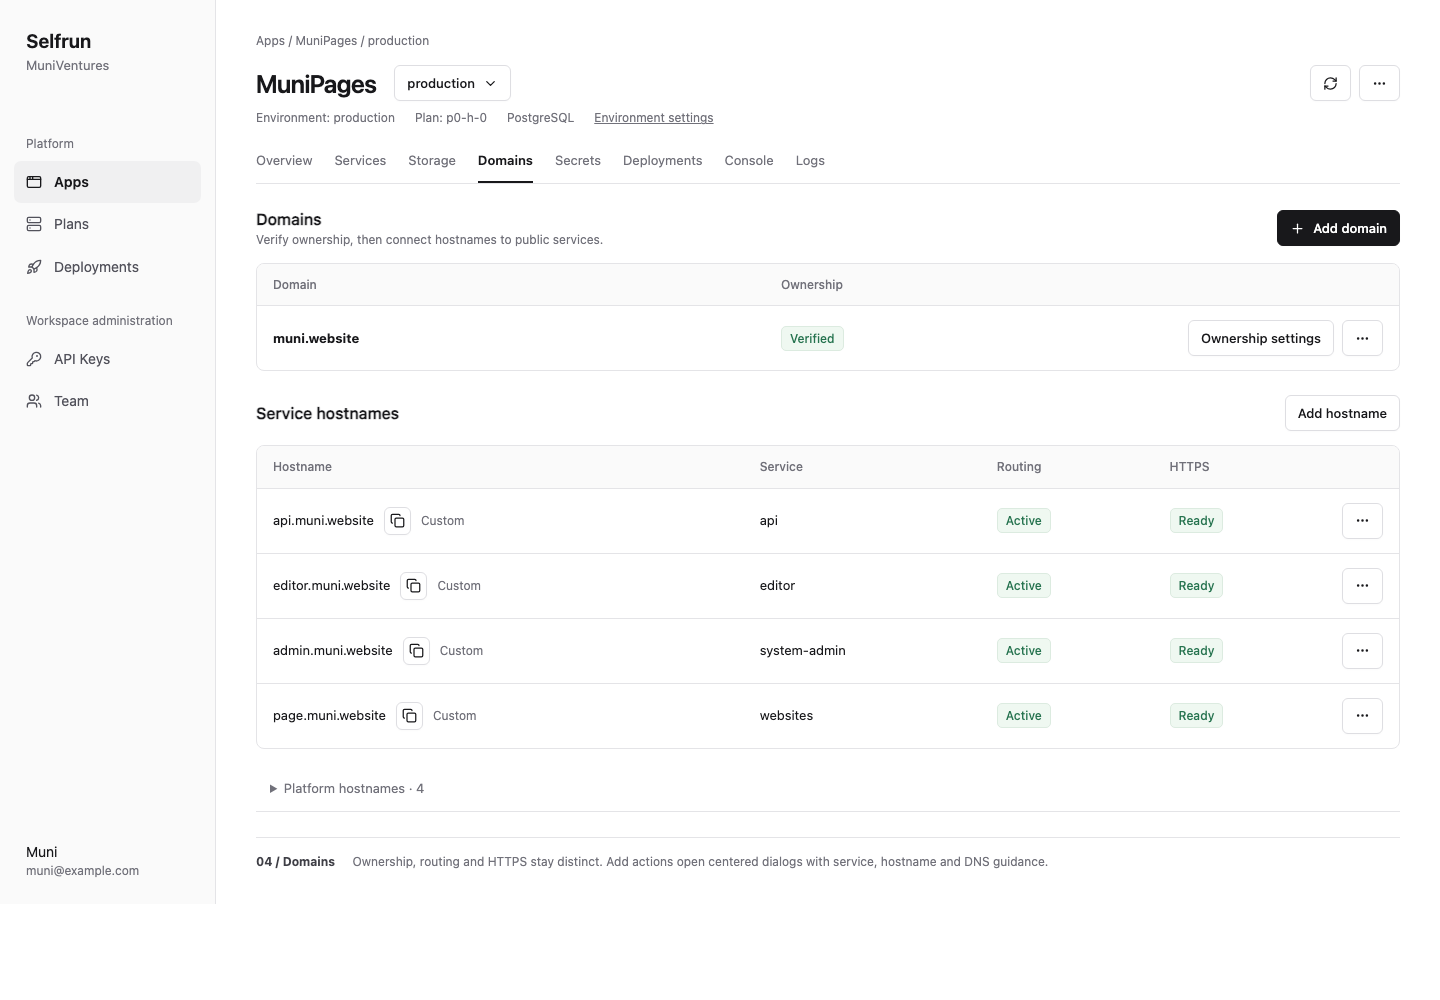 Selfrun
MuniVentures
Platform
Apps
Plans
Deployments
Workspace administration
API Keys
Team
Muni
muni@example.com
Apps / MuniPages / production
MuniPages production
Environment: production Plan: p0-h-0 PostgreSQL Environment settings
Overview Services Storage Domains Secrets Deployments Console Logs
Domains
Verify ownership, then connect hostnames to public services.
Add domain
Domain Ownership
muni.website Verified Ownership settings
Service hostnames Add hostname
Hostname Service Routing HTTPS
api.muni.website Custom api Active Ready
editor.muni.website Custom editor Active Ready
admin.muni.website Custom system-admin Active Ready
page.muni.website Custom websites Active Ready
Platform hostnames · 4
04 / Domains Ownership, routing and HTTPS stay distinct. Add actions open centered dialogs with service, hostname and DNS guidance.